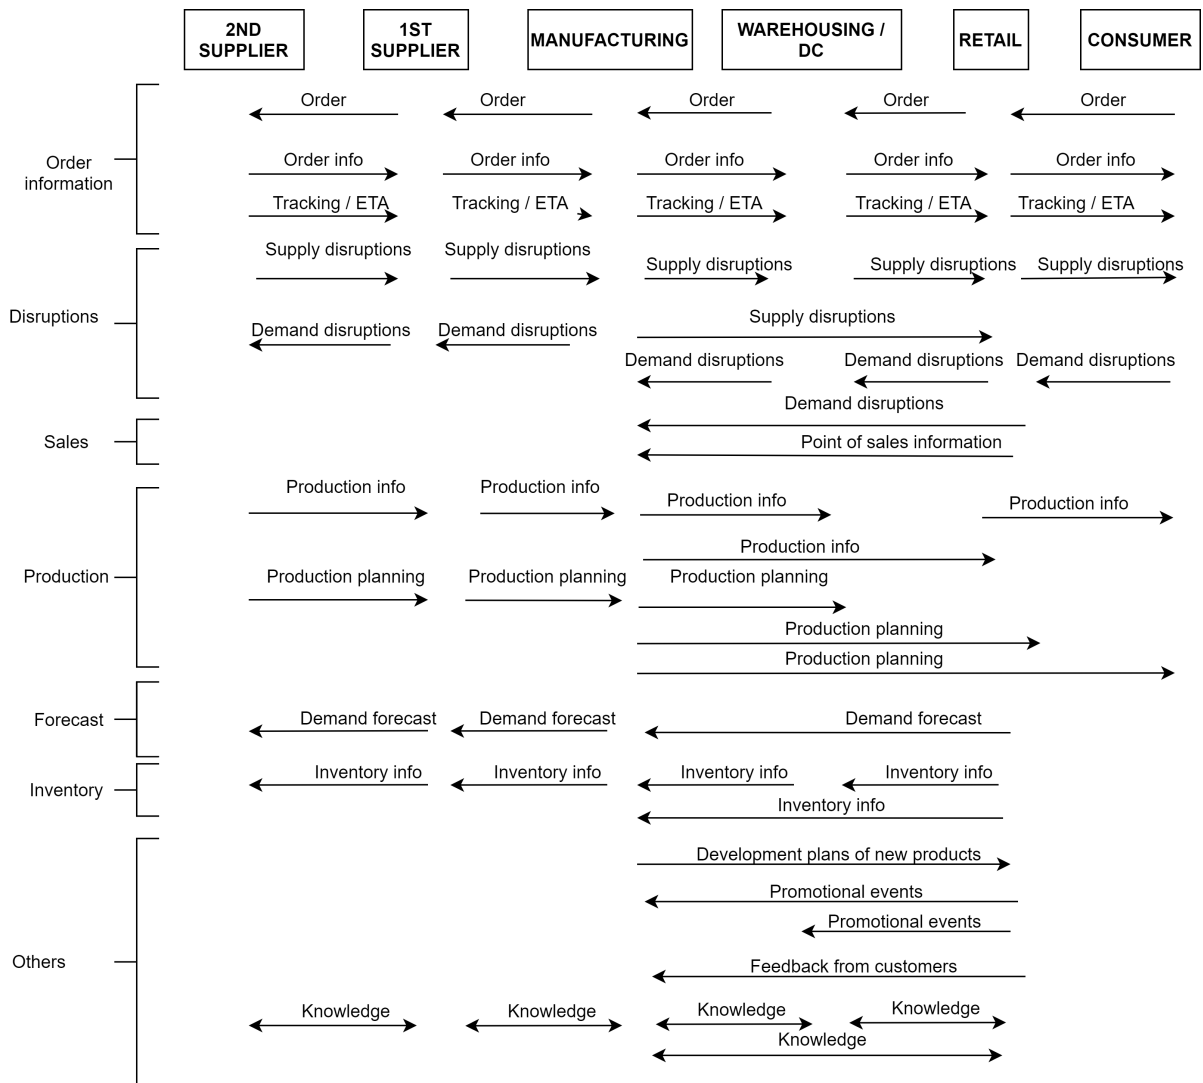 2ND
SUPPLIER
1ST
SUPPLIER
MANUFACTURING
WAREHOUSING /
DC
RETAIL
CONSUMER
Order
information
Order
Order
Order
Order
Order
Order info
Order info
Order info
Order info
Order info
Tracking / ETA
Tracking / ETA
Tracking / ETA
Tracking / ETA
Tracking / ETA
Disruptions
Supply disruptions
Supply disruptions
Supply disruptions
Supply disruptions
Supply disruptions
Supply disruptions
Demand disruptions
Demand disruptions
Demand disruptions
Demand disruptions
Demand disruptions
Demand disruptions
Sales
Point of sales information
Production
Production info
Production info
Production info
Production info
Production info
Production planning
Production planning
Production planning
Production planning
Production planning
Forecast
Demand forecast
Demand forecast
Demand forecast
Inventory
Inventory info
Inventory info
Inventory info
Inventory info
Inventory info
Others
Development plans of new products
Promotional events
Promotional events
Feedback from customers
Knowledge
Knowledge
Knowledge
Knowledge
Knowledge